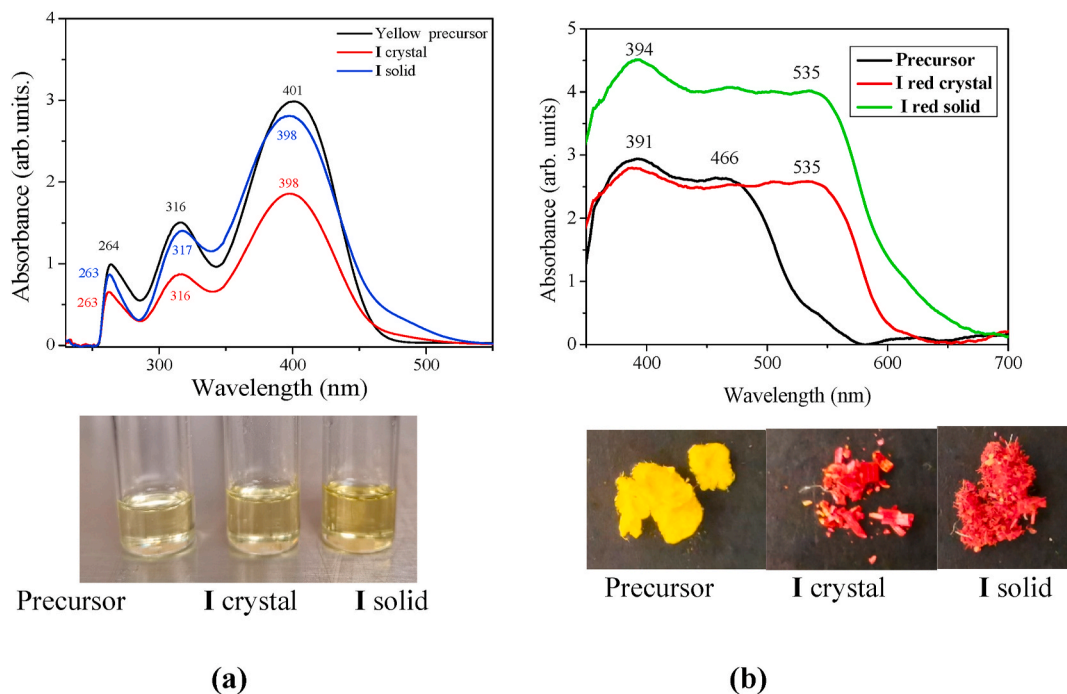 4
3
2
1
0
Absorbance (arb.units.)
Yellow precursor
I crystal
I solid
401
398
398
316
317
316
264
263
263
300 400 500
Wavelength (nm)
5
4
3
2
1
0
Absorbance (arb. units)
Precursor
I red crystal
I red solid
394
535
391
466
535
400 500 600 700
Wavelength (nm)
Precursor I crystal I solid
Precursor I crystal I solid
(a) (b)